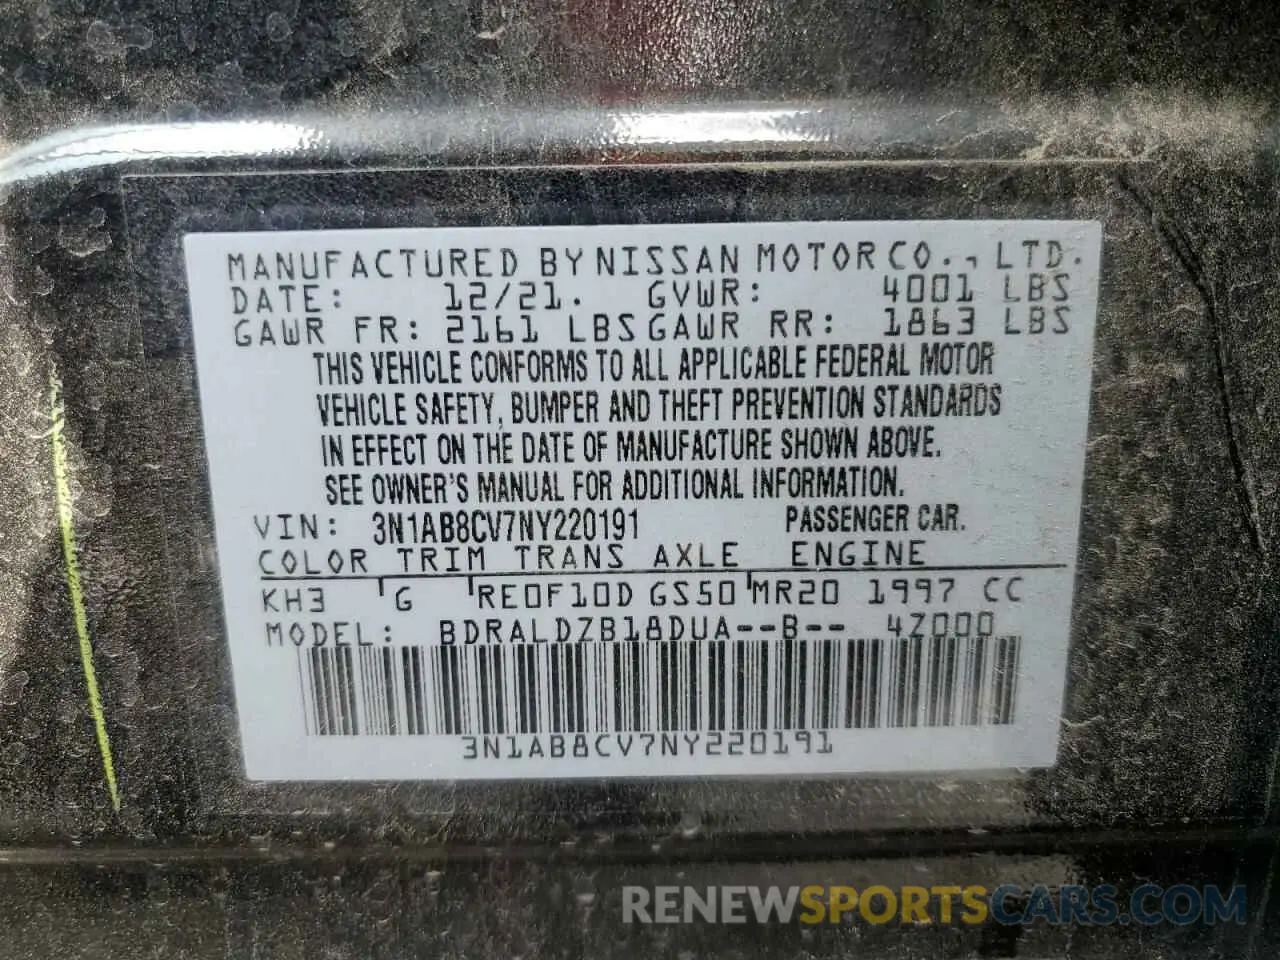 MANUFACTURED BY NISSAN MOTOR CO., LTD.
DATE: 12/21. GVWR: 4001 LBS
GAWR FR: 2161 LBS GAWR RR: 1863 LBS
THIS VEHICLE CONFORMS TO ALL APPLICABLE FEDERAL MOTOR
VEHICLE SAFETY, BUMPER AND THEFT PREVENTION STANDARDS
IN EFFECT ON THE DATE OF MANUFACTURE SHOWN ABOVE.
SEE OWNER'S MANUAL FOR ADDITIONAL INFORMATION.
VIN: 3N1AB8CV7NY220191 PASSENGER CAR.
COLOR TRIM TRANS AXLE ENGINE
KH3 G RE0F10D GS50 MR20 1997 CC
MODEL: BDRALDZB18DUA--B-- 4Z000
3N1AB8CV7NY220191
RENEWSPORTSCARS.COM